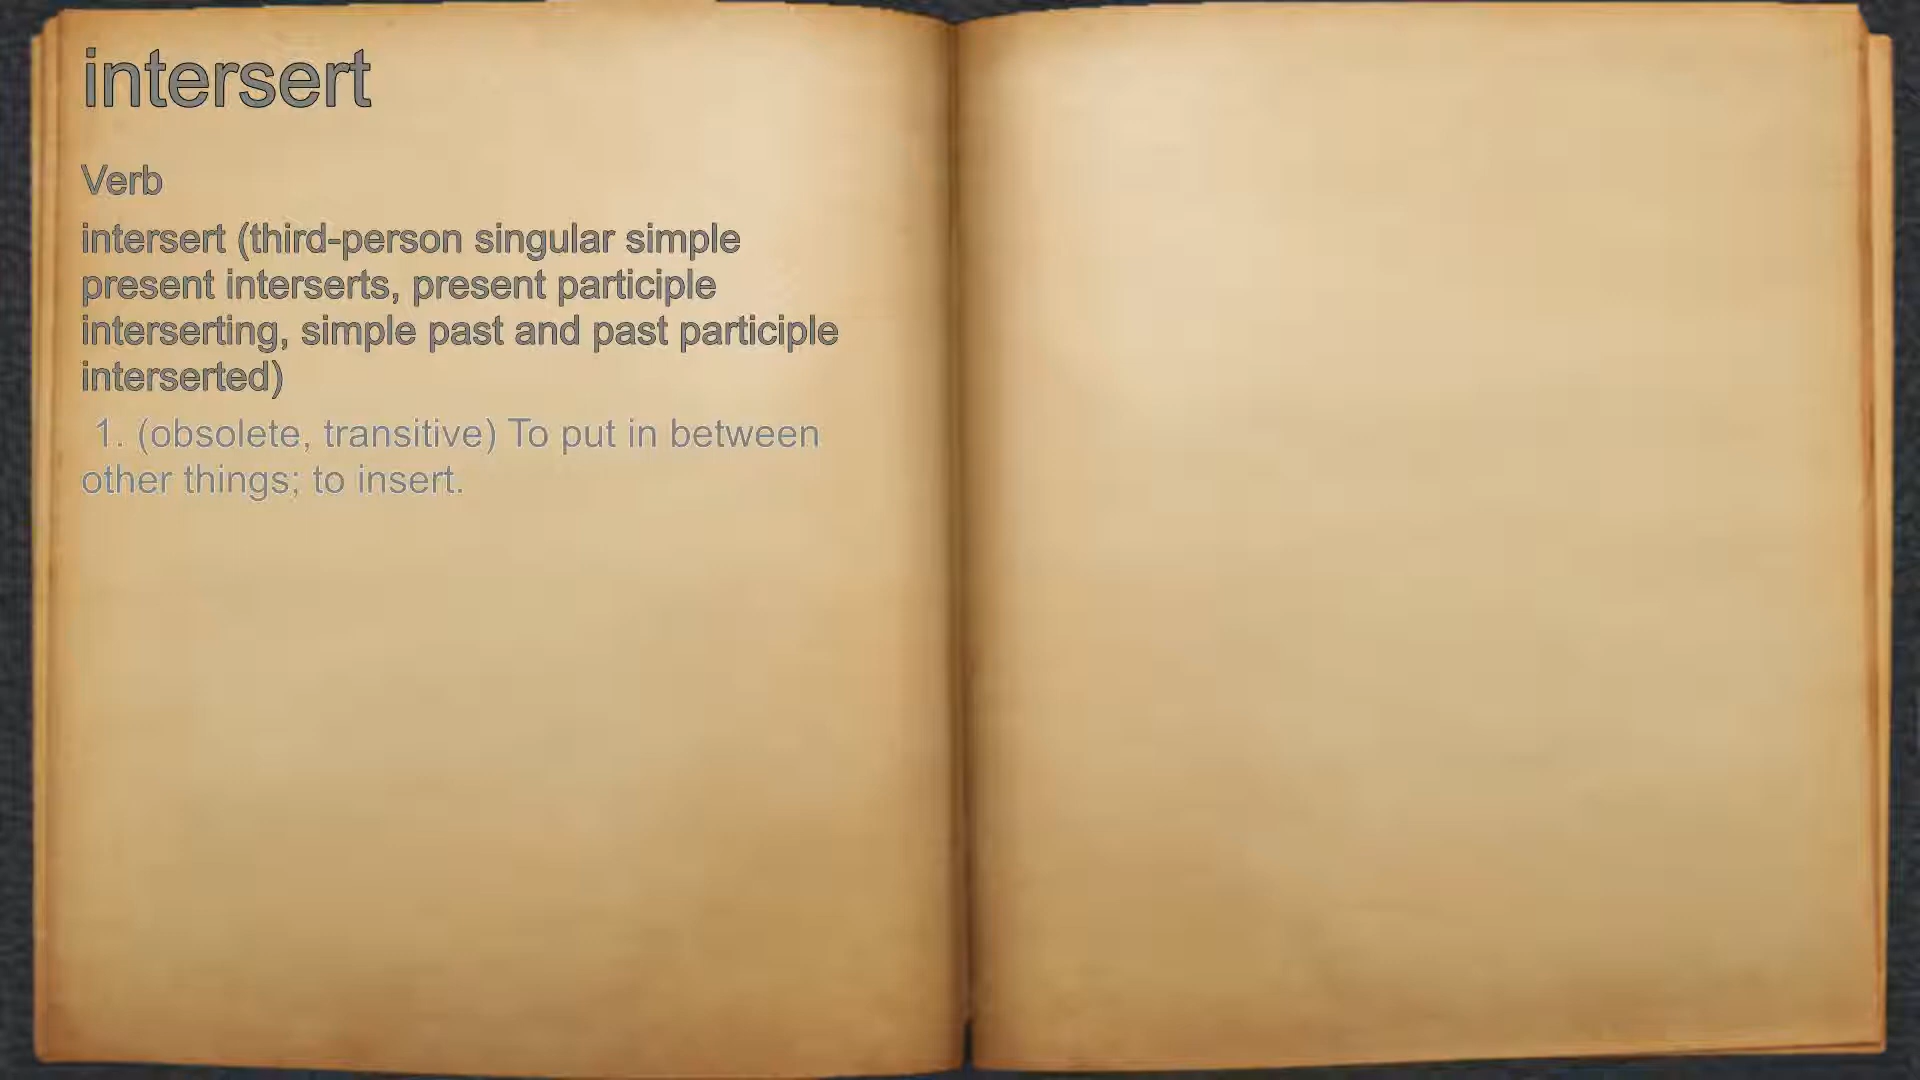 intersert
Verb
intersert (third-person singular simple
present interserts, present participle
interserting, simple past and past participle
interserted)
1. (obsolete, transitive) To put in between
other things; to insert.